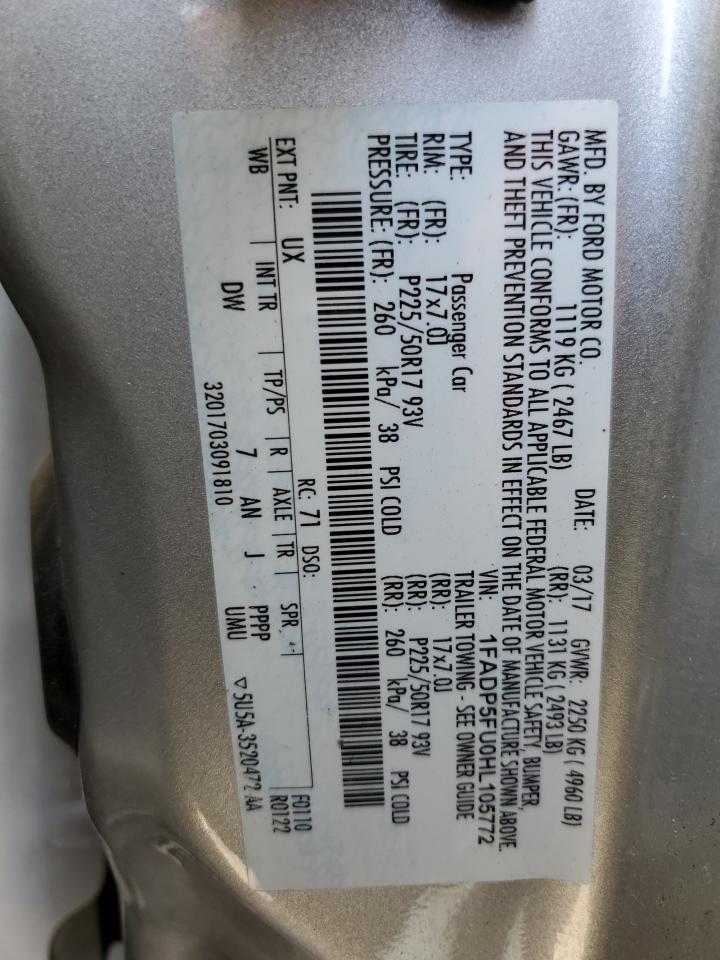 MFD. BY FORD MOTOR CO.
DATE: 03/17 GVWR: 2250 KG ( 4960 LB)
GAWR: (FR): 1119 KG ( 2467 LB) (RR): 1131 KG ( 2493 LB)
THIS VEHICLE CONFORMS TO ALL APPLICABLE FEDERAL MOTOR VEHICLE SAFETY, BUMPER,
AND THEFT PREVENTION STANDARDS IN EFFECT ON THE DATE OF MANUFACTURE SHOWN ABOVE.
VIN: 1FADP5FU0HL105772
TYPE: Passenger Car TRAILER TOWING - SEE OWNER GUIDE
RIM: (FR): 17x7.0J (RR): 17x7.0J
TIRE: (FR): P225/50R17 93V (RR): P225/50R17 93V
PRESSURE: (FR): 260 kPa/ 38 PSI COLD (RR): 260 kPa/ 38 PSI COLD
EXT PNT: UX RC: 71 DSO: F0110
WB INT TR TP/PS R AXLE TR SPR R0122
DW 7 AN J PPPP
UMU
3201703091810 ▽5U5A-3520472 AA